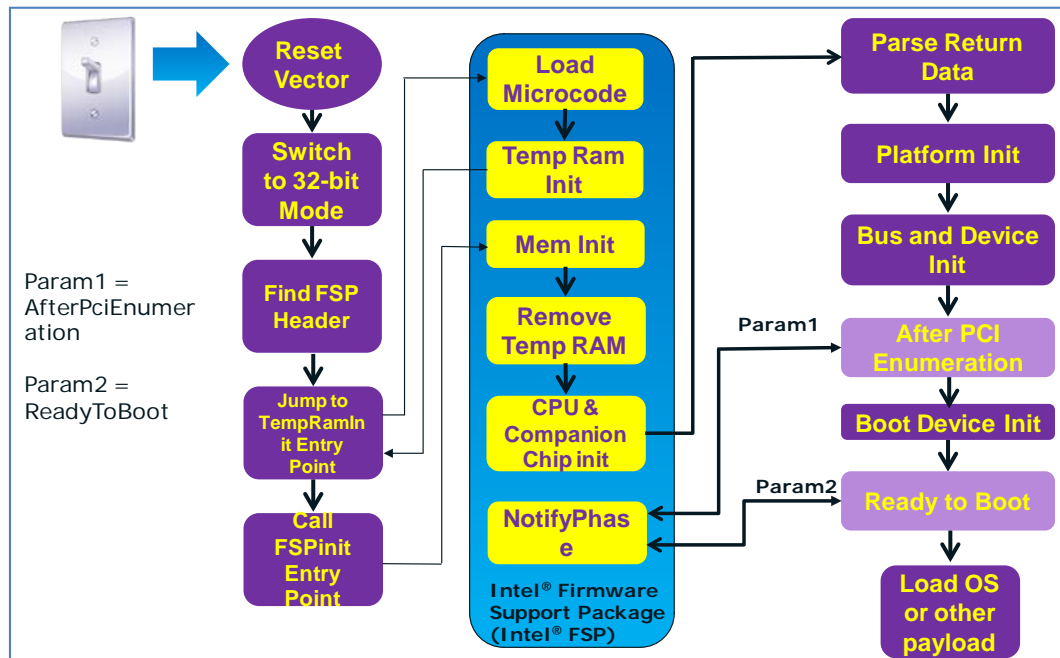 Reset
Vector
Switch
to 32-bit
Mode
Find FSP
Header
Jump to
TempRamIn
it Entry
Point
Call
FSPinit
Entry
Point
Param1 =
AfterPciEnumer
ation
Param2 =
ReadyToBoot
Load
Microcode
Temp Ram
Init
Mem Init
Remove
Temp RAM
CPU &
Companion
Chip init
NotifyPhas
e
Intel® Firmware
Support Package
(Intel® FSP)
Param1
Param2
Parse Return
Data
Platform Init
Bus and Device
Init
After PCI
Enumeration
Boot Device Init
Ready to Boot
Load OS
or other
payload